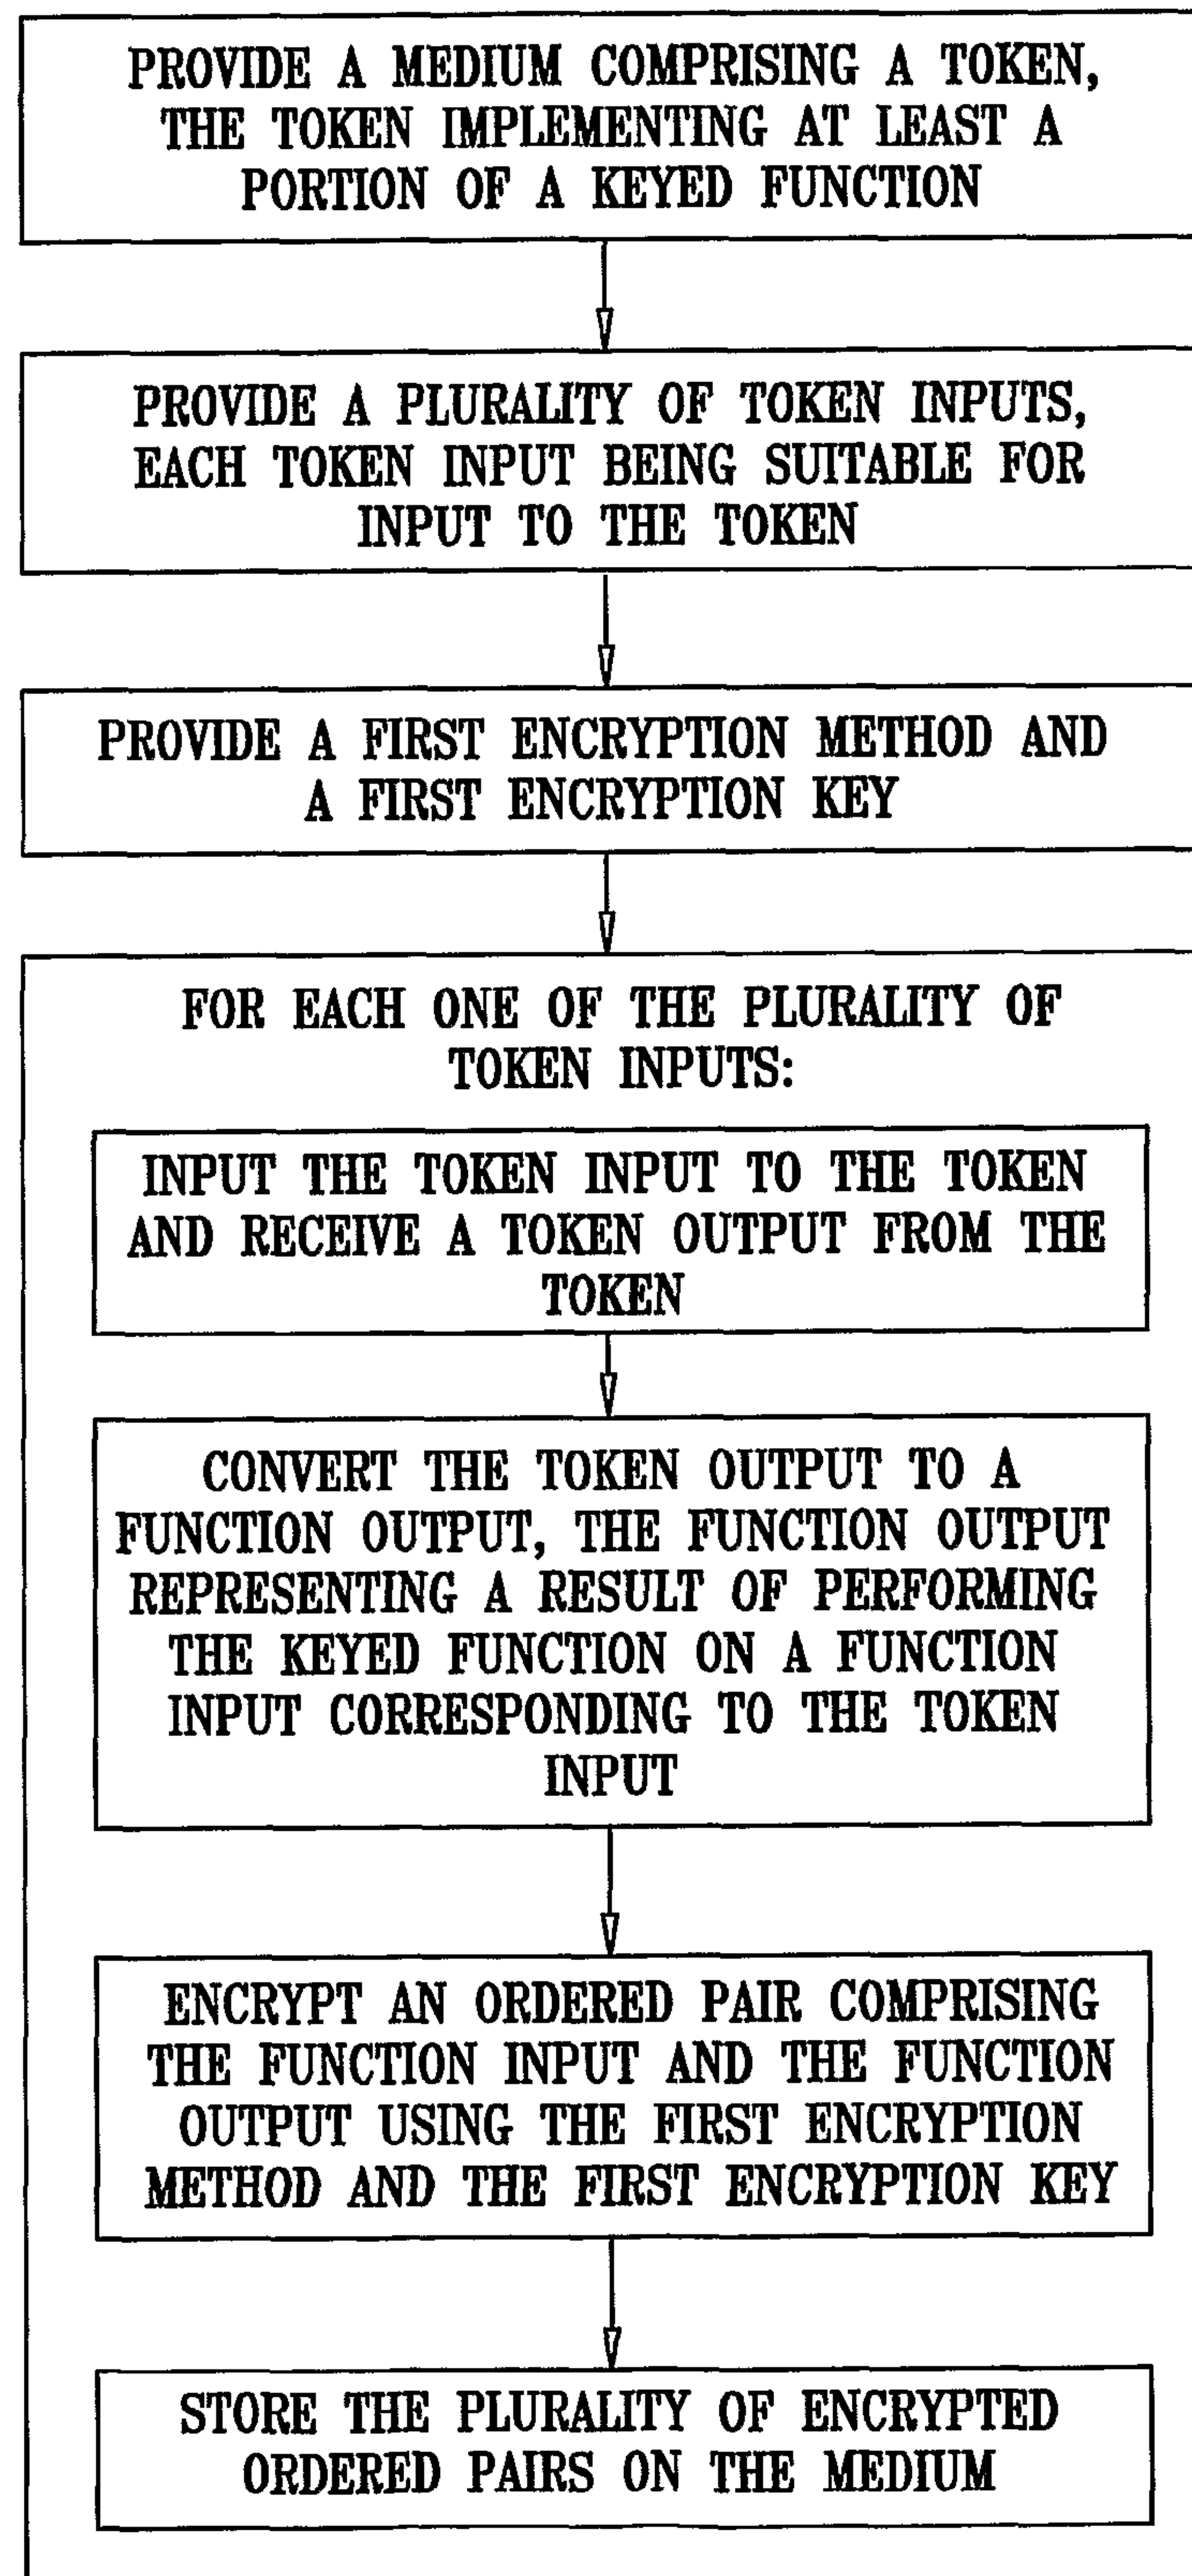 PROVIDE A MEDIUM COMPRISING A TOKEN,
THE TOKEN IMPLEMENTING AT LEAST A
PORTION OF A KEYED FUNCTION
PROVIDE A PLURALITY OF TOKEN INPUTS,
EACH TOKEN INPUT BEING SUITABLE FOR
INPUT TO THE TOKEN
PROVIDE A FIRST ENCRYPTION METHOD AND
A FIRST ENCRYPTION KEY
FOR EACH ONE OF THE PLURALITY OF
TOKEN INPUTS:
INPUT THE TOKEN INPUT TO THE TOKEN
AND RECEIVE A TOKEN OUTPUT FROM THE
TOKEN
CONVERT THE TOKEN OUTPUT TO A
FUNCTION OUTPUT, THE FUNCTION OUTPUT
REPRESENTING A RESULT OF PERFORMING
THE KEYED FUNCTION ON A FUNCTION
INPUT CORRESPONDING TO THE TOKEN
INPUT
ENCRYPT AN ORDERED PAIR COMPRISING
THE FUNCTION INPUT AND THE FUNCTION
OUTPUT USING THE FIRST ENCRYPTION
METHOD AND THE FIRST ENCRYPTION KEY
STORE THE PLURALITY OF ENCRYPTED
ORDERED PAIRS ON THE MEDIUM